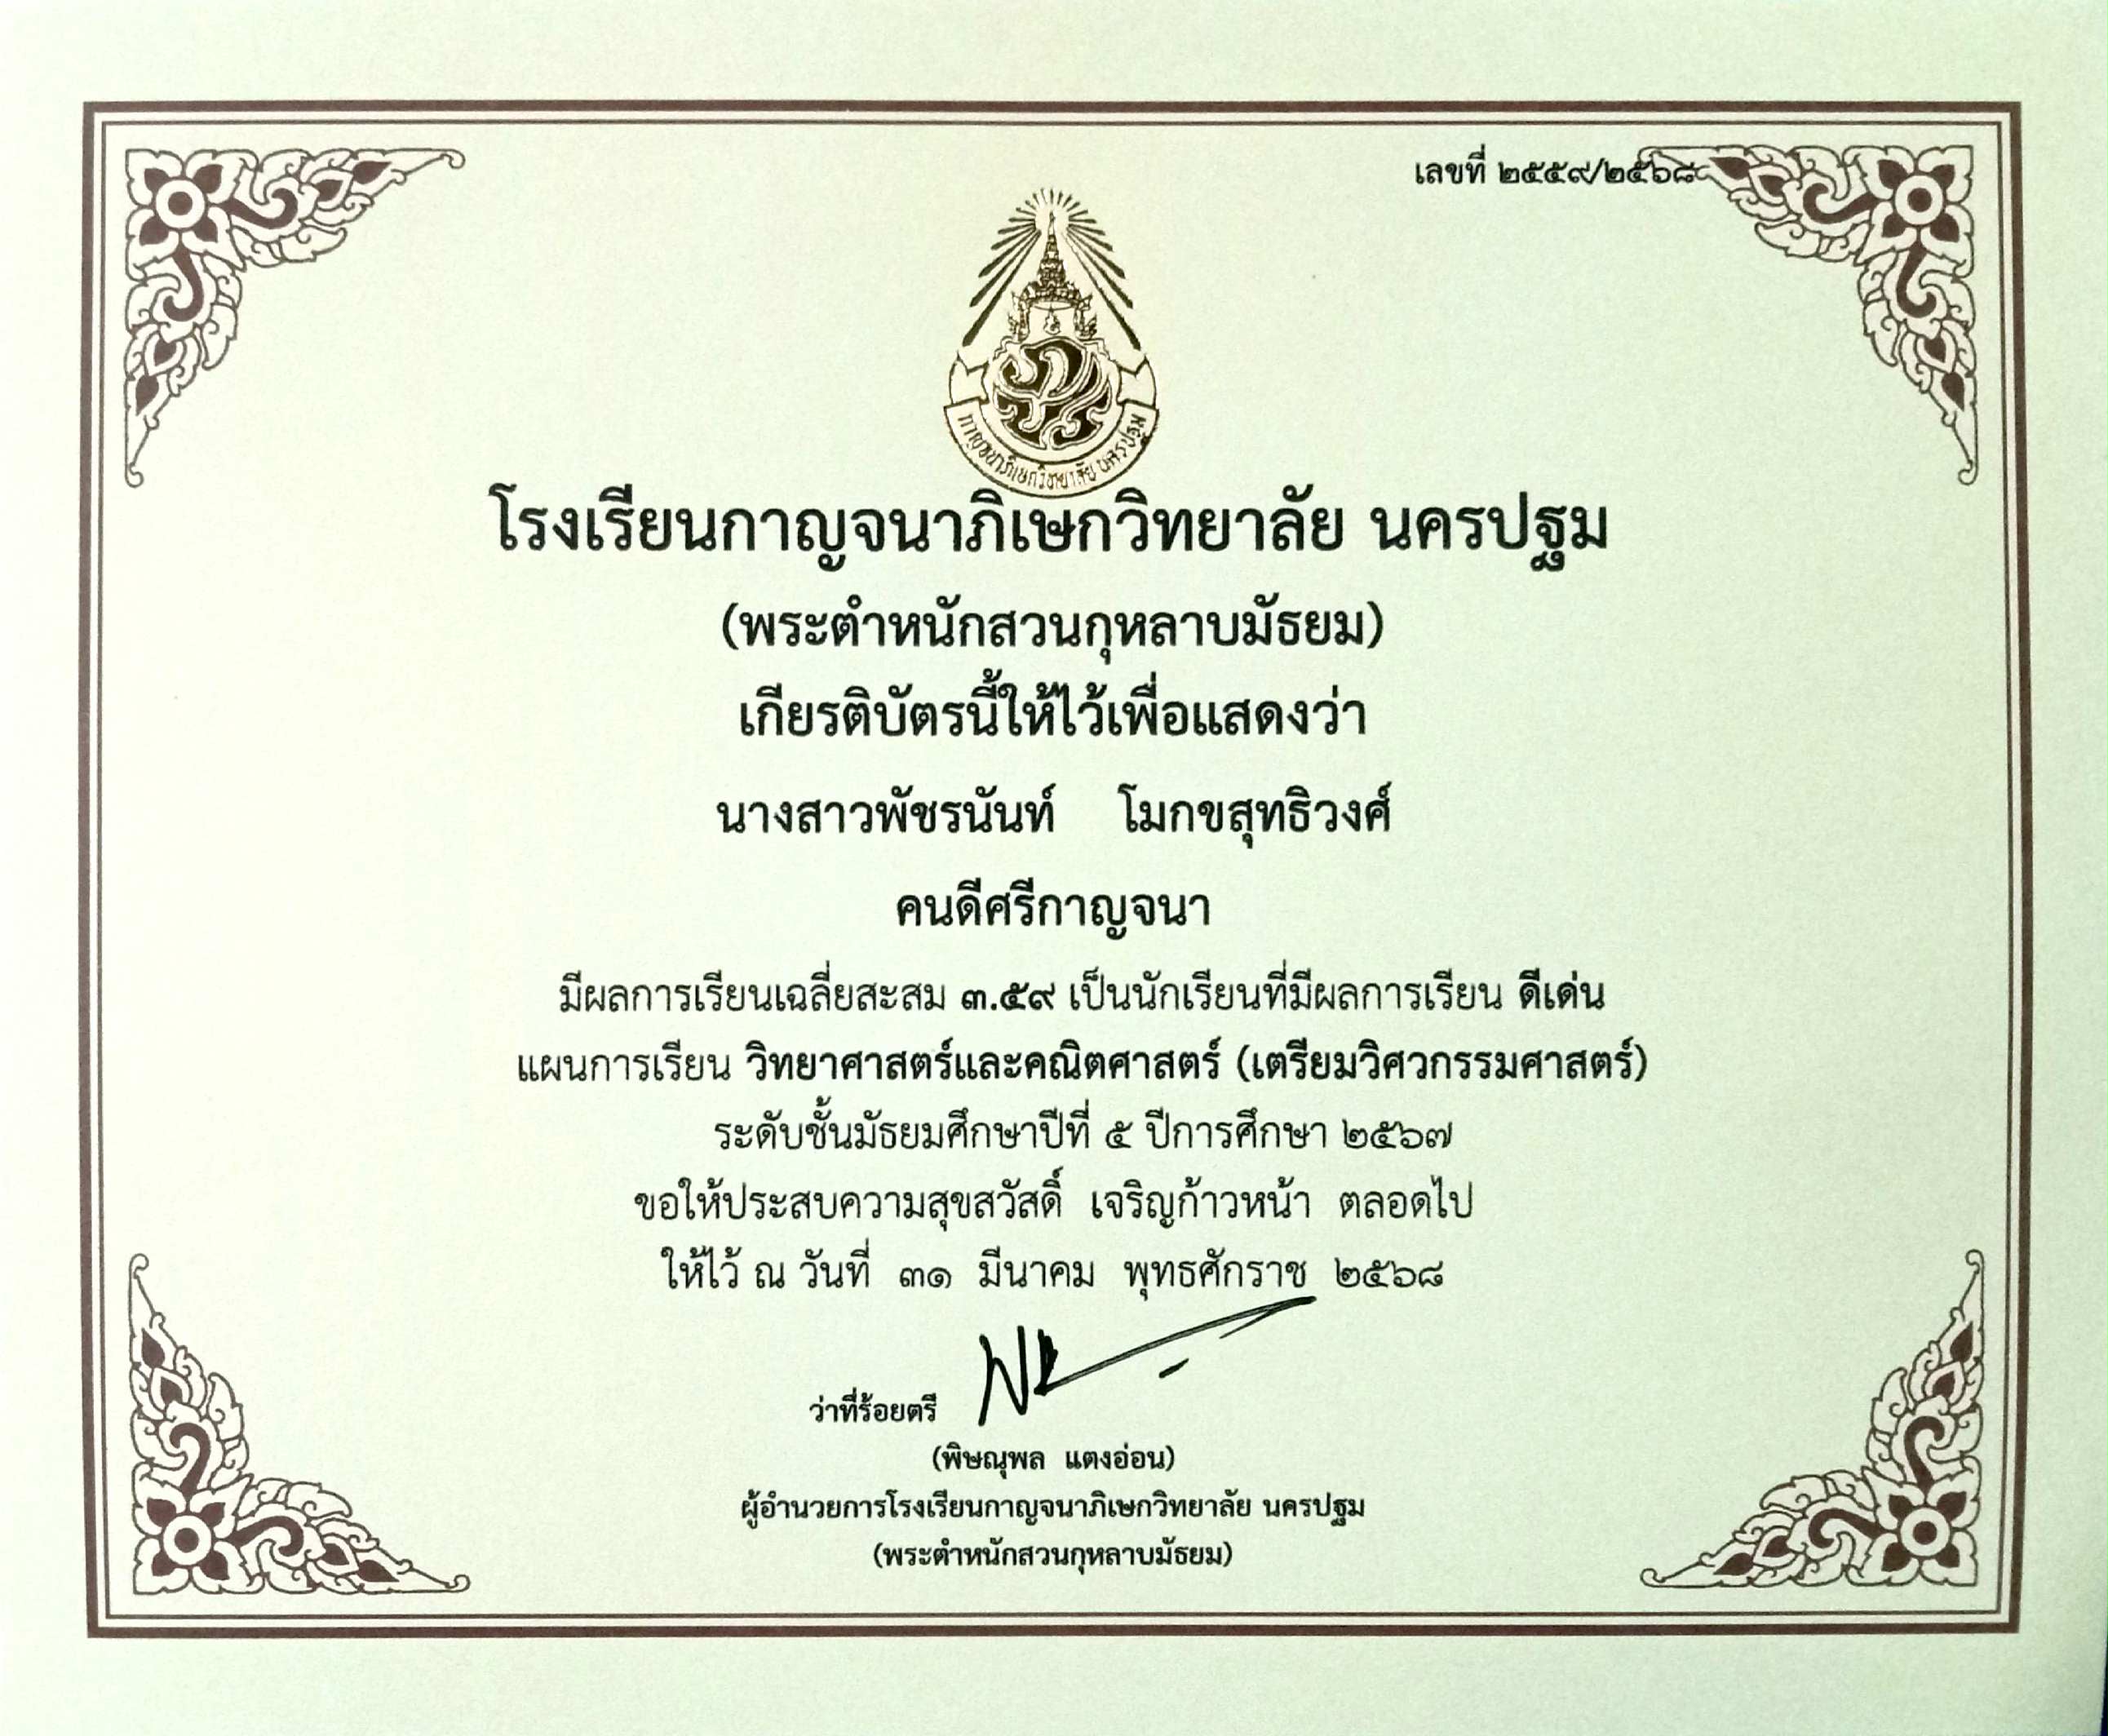 เลขที่ ๒๕๕๙/๒๕๖๘
กาญจนาภิเษกวิทยาลัย นครปฐม
โรงเรียนกาญจนาภิเษกวิทยาลัย นครปฐม
(พระตำหนักสวนกุหลาบมัธยม)
เกียรติบัตรนี้ให้ไว้เพื่อแสดงว่า
นางสาวพัชรนันท์ โมกขสุทธิวงศ์
คนดีศรีกาญจนา
มีผลการเรียนเฉลี่ยสะสม ๓.๕๙ เป็นนักเรียนที่มีผลการเรียน ดีเด่น
แผนการเรียน วิทยาศาสตร์และคณิตศาสตร์ (เตรียมวิศวกรรมศาสตร์)
ระดับชั้นมัธยมศึกษาปีที่ ๕ ปีการศึกษา ๒๕๖๗
ขอให้ประสบความสุขสวัสดิ์ เจริญก้าวหน้า ตลอดไป
ให้ไว้ ณ วันที่ ๓๑ มีนาคม พุทธศักราช ๒๕๖๘
ว่าที่ร้อยตรี
(พิษณุพล แตงอ่อน)
ผู้อำนวยการโรงเรียนกาญจนาภิเษกวิทยาลัย นครปฐม
(พระตำหนักสวนกุหลาบมัธยม)